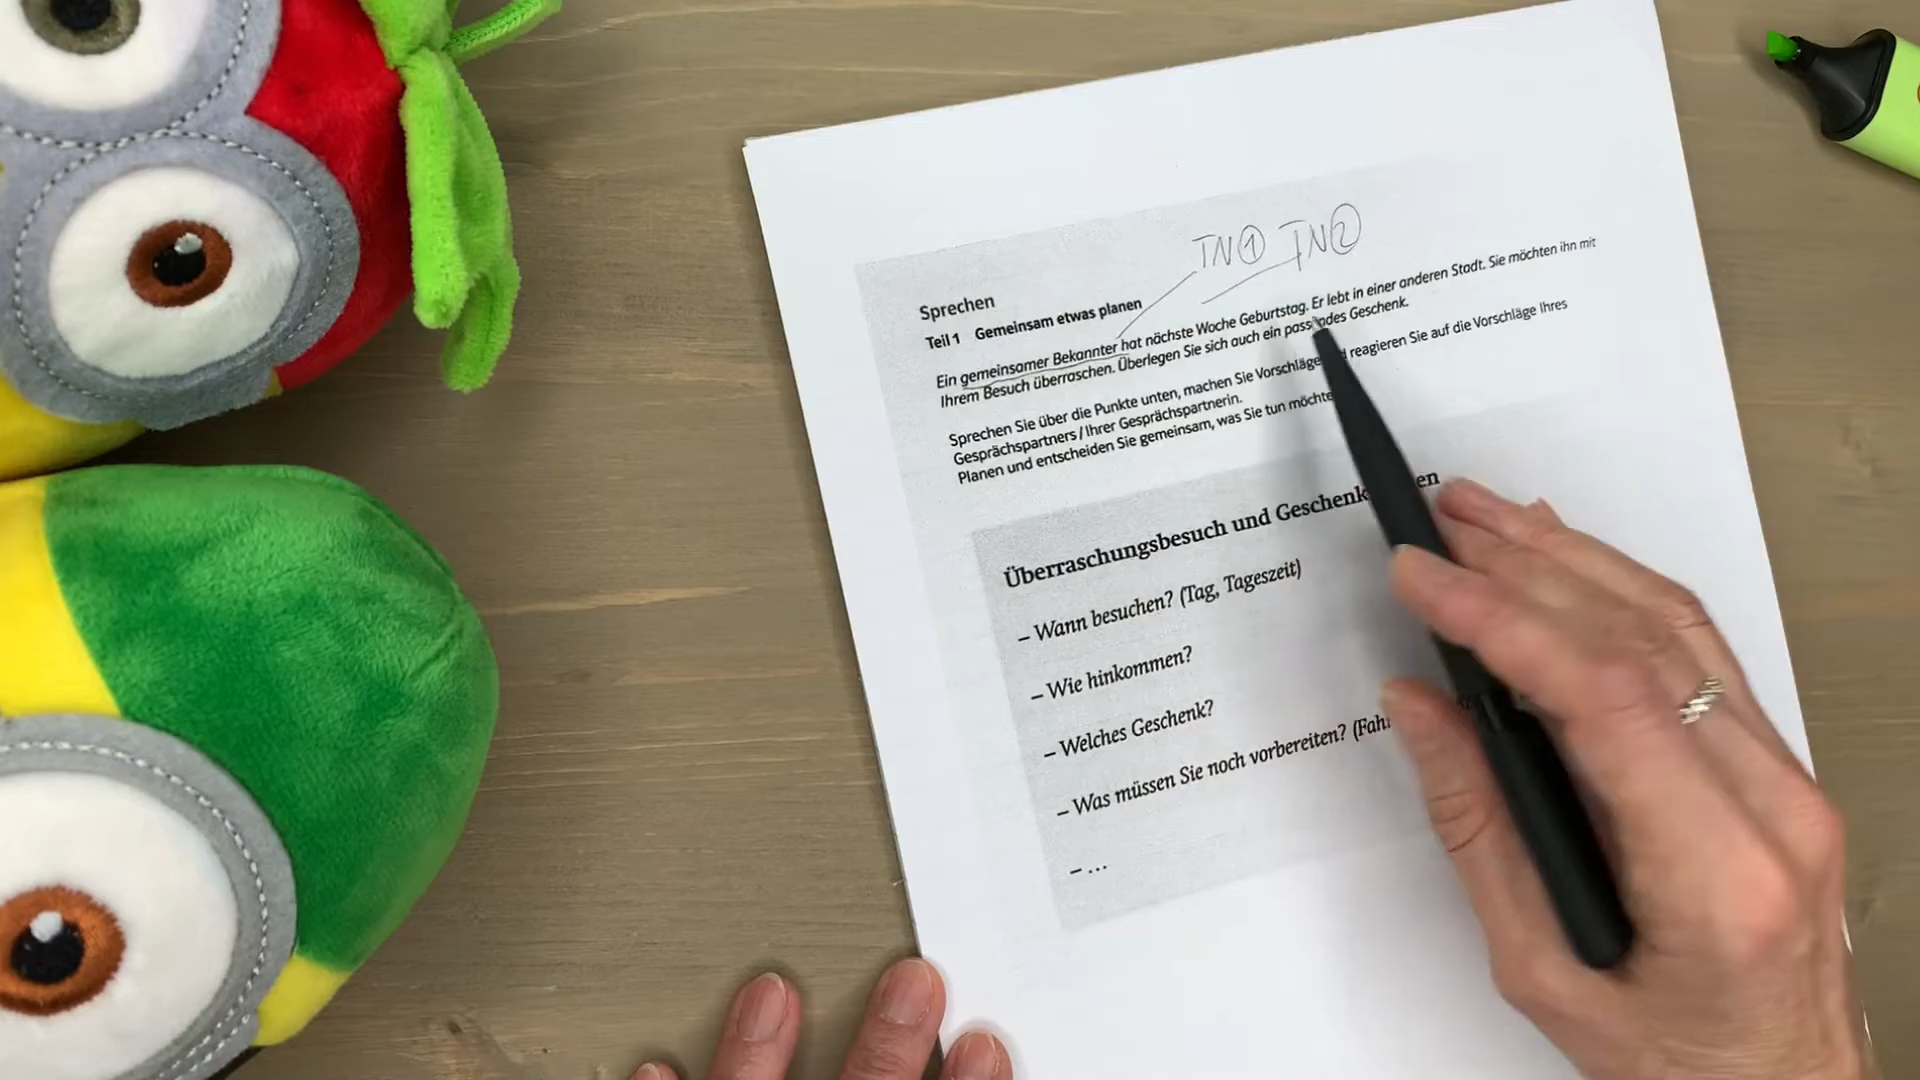 TN① TN②
Sprechen
Teil 1 Gemeinsam etwas planen
Ein gemeinsamer Bekannter hat nächste Woche Geburtstag. Er lebt in einer anderen Stadt. Sie möchten ihn mit
Ihrem Besuch überraschen. Überlegen Sie sich auch ein passendes Geschenk.
Sprechen Sie über die Punkte unten, machen Sie Vorschläge reagieren Sie auf die Vorschläge Ihres
Gesprächspartners / Ihrer Gesprächspartnerin.
Planen und entscheiden Sie gemeinsam, was Sie tun möchte
Überraschungsbesuch und Geschenk en
– Wann besuchen? (Tag, Tageszeit)
– Wie hinkommen?
– Welches Geschenk?
– Was müssen Sie noch vorbereiten? (Fah
– ...